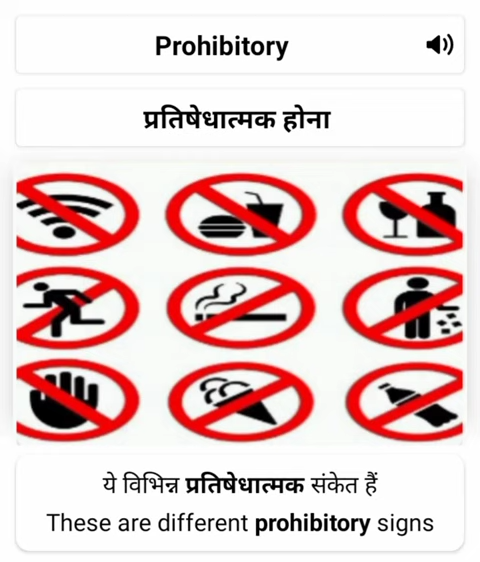 Prohibitory
प्रतिषेधात्मक होना
ये विभिन्न प्रतिषेधात्मक संकेत हैं
These are different prohibitory signs